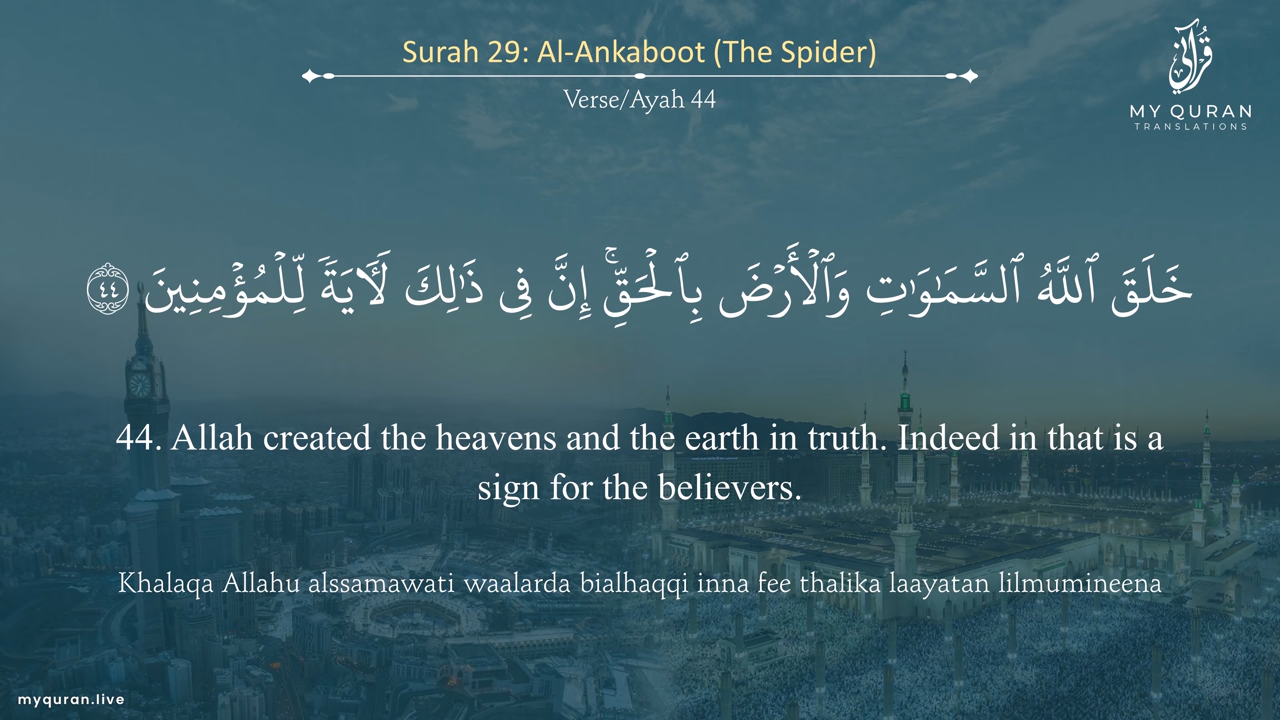 Surah 29: Al-Ankaboot (The Spider)
Verse/Ayah 44
قرآني
MY QURAN
TRANSLATIONS
خَلَقَ ٱللَّهُ ٱلسَّمَـٰوَٰتِ وَٱلْأَرْضَ بِٱلْحَقِّ ۚ إِنَّ فِى ذَٰلِكَ لَـَٔايَةًۭ لِّلْمُؤْمِنِينَ ٤٤
44. Allah created the heavens and the earth in truth. Indeed in that is a
sign for the believers.
Khalaqa Allahu alssamawati waalarda bialhaqqi inna fee thalika laayatan lilmumineena
myquran.live